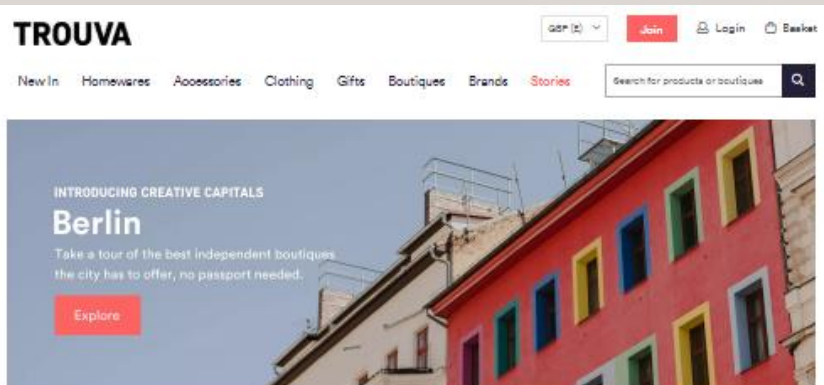 TROUVA
GBP (£)
Join
Login
Basket
New In
Homewares
Accessories
Clothing
Gifts
Boutiques
Brands
Stories
Search for products or boutiques
INTRODUCING CREATIVE CAPITALS
Berlin
Take a tour of the best independent boutiques
the city has to offer, no passport needed.
Explore